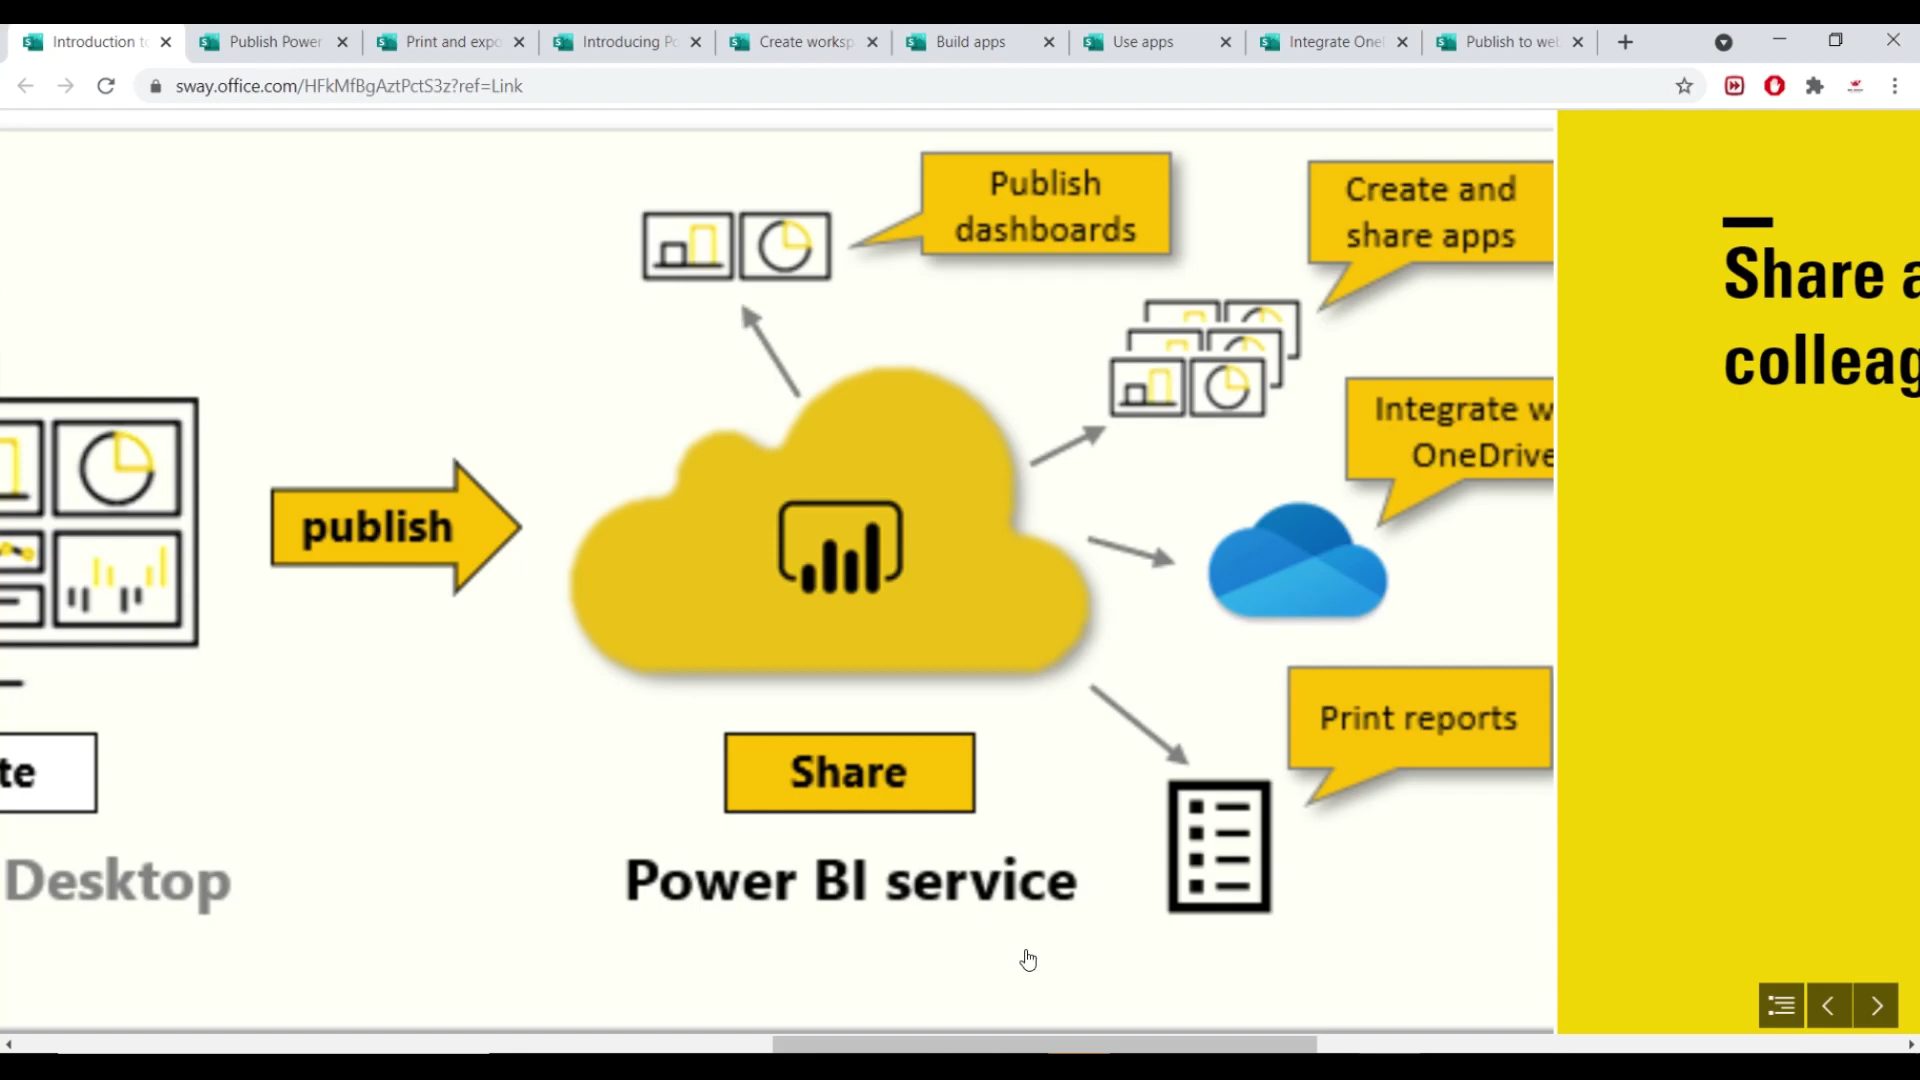 Introduction to
Publish Power
Print and expo
Introducing Po
Create worksp
Build apps
Use apps
Integrate OneD
Publish to web
sway.office.com/HFkMfBgAztPctS3z?ref=Link
Publish
dashboards
Create and
share apps
Share a
colleag
Integrate w
OneDrive
publish
Print reports
te
Share
Desktop
Power BI service